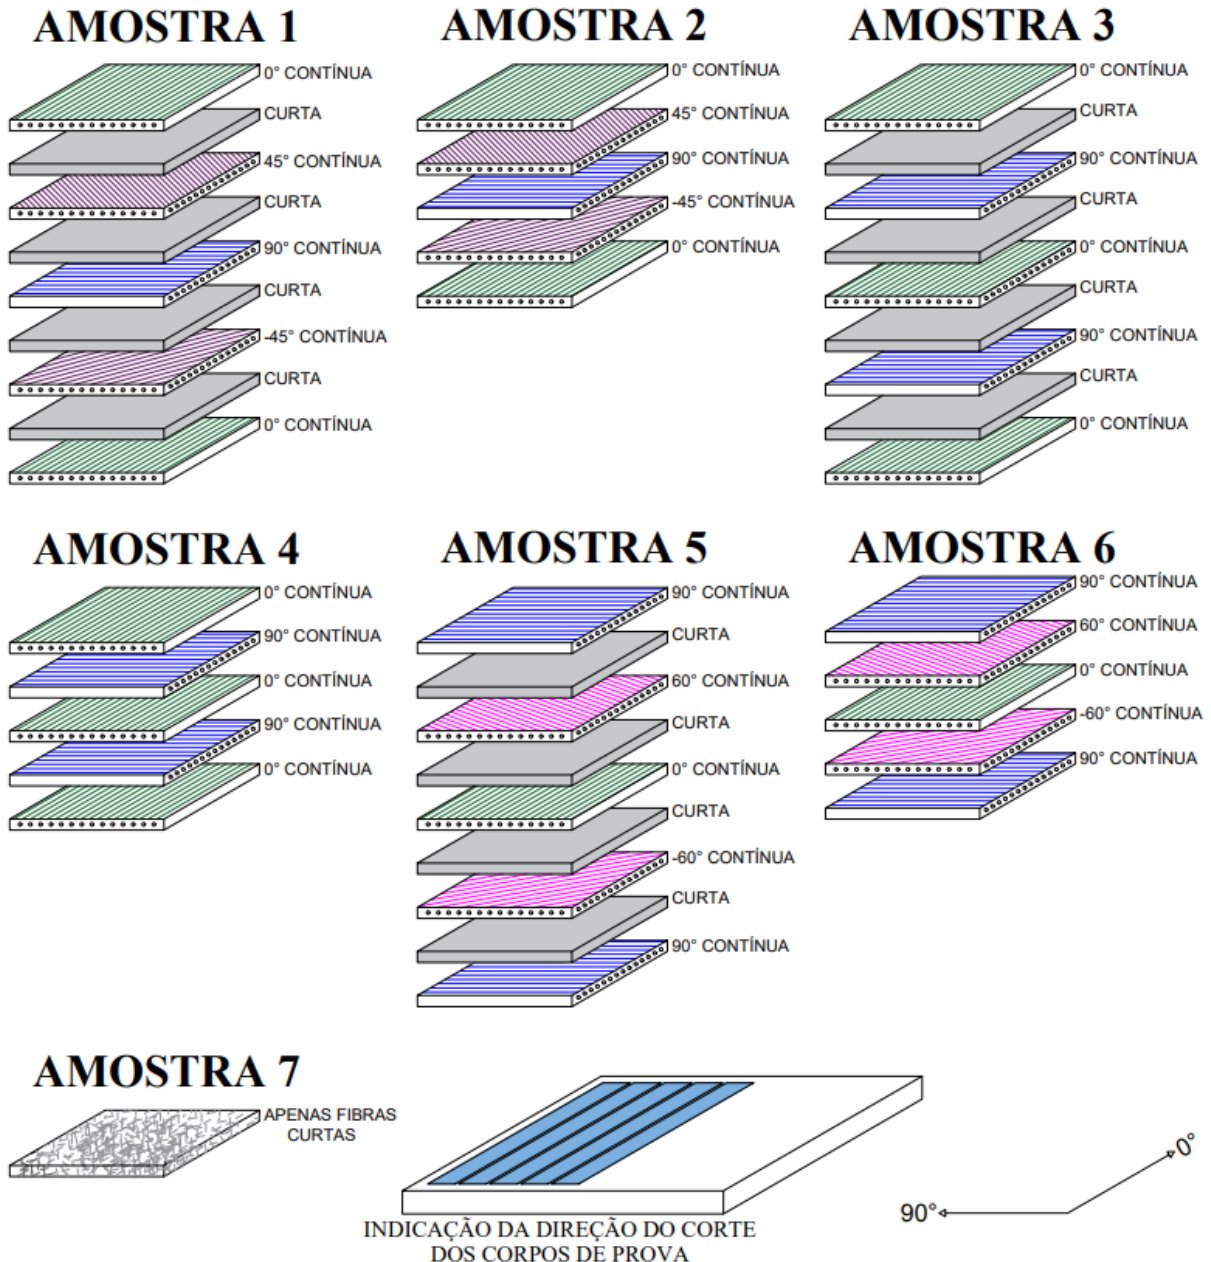 AMOSTRA 1
0° CONTÍNUA
CURTA
45° CONTÍNUA
CURTA
90° CONTÍNUA
CURTA
-45° CONTÍNUA
CURTA
0° CONTÍNUA
AMOSTRA 2
0° CONTÍNUA
45° CONTÍNUA
90° CONTÍNUA
-45° CONTÍNUA
0° CONTÍNUA
AMOSTRA 3
0° CONTÍNUA
CURTA
90° CONTÍNUA
CURTA
0° CONTÍNUA
CURTA
90° CONTÍNUA
CURTA
0° CONTÍNUA
AMOSTRA 4
0° CONTÍNUA
90° CONTÍNUA
0° CONTÍNUA
90° CONTÍNUA
0° CONTÍNUA
AMOSTRA 5
90° CONTÍNUA
CURTA
60° CONTÍNUA
CURTA
0° CONTÍNUA
CURTA
-60° CONTÍNUA
CURTA
90° CONTÍNUA
AMOSTRA 6
90° CONTÍNUA
60° CONTÍNUA
0° CONTÍNUA
-60° CONTÍNUA
90° CONTÍNUA
AMOSTRA 7
APENAS FIBRAS
CURTAS
INDICAÇÃO DA DIREÇÃO DO CORTE
DOS CORPOS DE PROVA
0°
90°